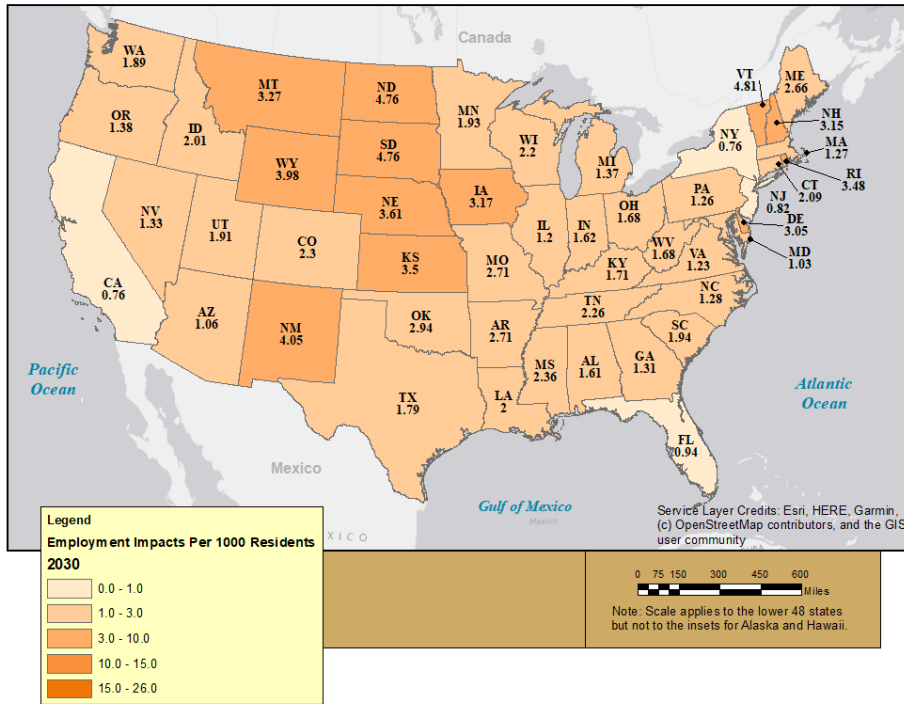 Canada
WA
1.89
MT
3.27
ND
4.76
MN
1.93
VT
4.81
ME
2.66
OR
1.38
ID
2.01
SD
4.76
WI
2.2
NY
0.76
NH
3.15
MA
1.27
WY
3.98
MI
1.37
RI
3.48
IA
3.17
PA
1.26
CT
2.09
NJ
0.82
NE
3.61
OH
1.68
DE
3.05
NV
1.33
UT
1.91
IL
1.2
IN
1.62
MD
1.03
CO
2.3
WV
1.68
VA
1.23
CA
0.76
KS
3.5
MO
2.71
KY
1.71
NC
1.28
AZ
1.06
NM
4.05
OK
2.94
AR
2.71
TN
2.26
SC
1.94
MS
2.36
AL
1.61
GA
1.31
Pacific
Ocean
Atlantic
Ocean
TX
1.79
LA
2
FL
0.94
Mexico
Gulf of Mexico
Mexico
MEXICO
Service Layer Credits: Esri, HERE, Garmin,
(c) OpenStreetMap contributors, and the GIS
user community
Legend
Employment Impacts Per 1000 Residents
2030
0.0 - 1.0
1.0 - 3.0
3.0 - 10.0
10.0 - 15.0
15.0 - 26.0
0 75 150 300 450 600
Miles
Note: Scale applies to the lower 48 states
but not to the insets for Alaska and Hawaii.